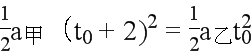 ½a甲 (t₀ + 2)² = ½a乙t₀²